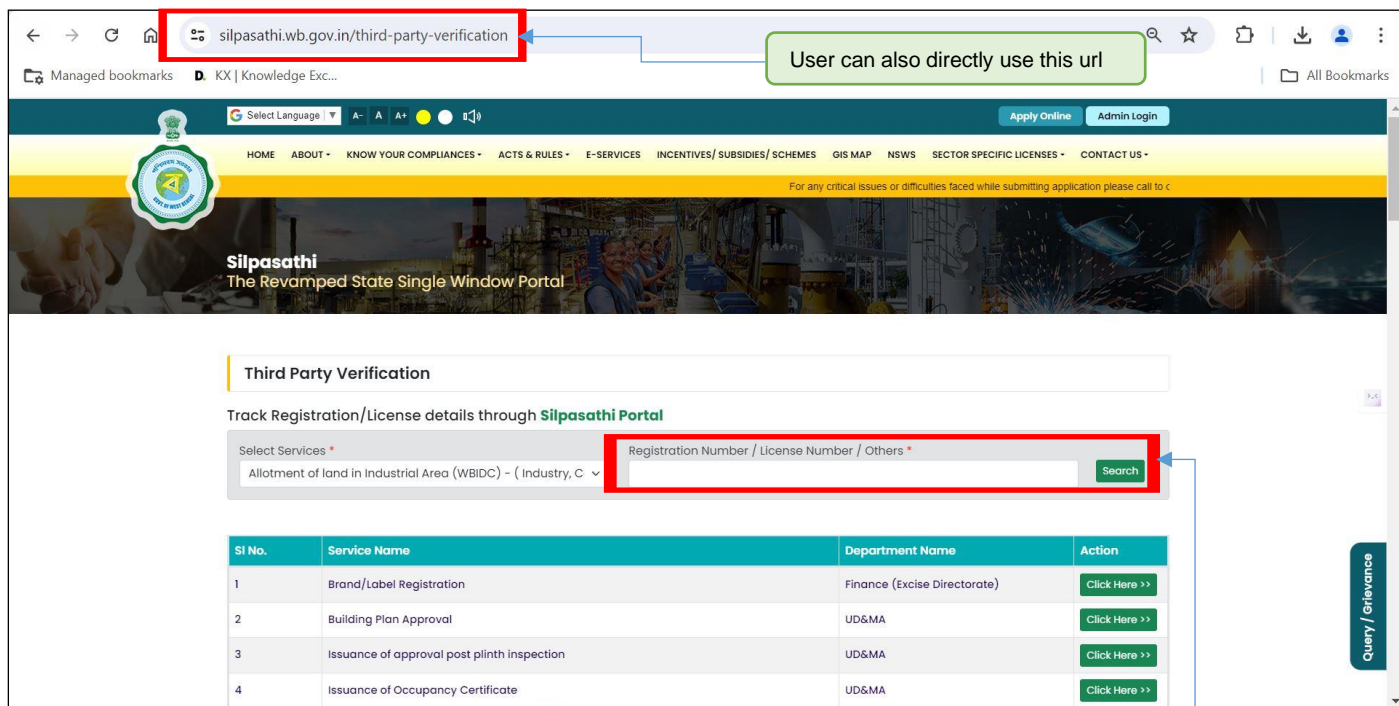 silpasathi.wb.gov.in/third-party-verification
User can also directly use this url
Managed bookmarks D. KX | Knowledge Exc... All Bookmarks
G Select Language ▼ A- A A+ Apply Online Admin Login
HOME ABOUT KNOW YOUR COMPLIANCES ACTS & RULES E-SERVICES INCENTIVES/ SUBSIDIES/ SCHEMES GIS MAP NSWS SECTOR SPECIFIC LICENSES CONTACT US
For any critical issues or difficulties faced while submitting application please call to c
Silpasathi
The Revamped State Single Window Portal
Third Party Verification
Track Registration/License details through Silpasathi Portal
Select Services * Registration Number / License Number / Others *
Allotment of land in Industrial Area (WBIDC) - ( Industry, C Search
Sl No. Service Name Department Name Action
1 Brand/Label Registration Finance (Excise Directorate) Click Here >>
2 Building Plan Approval UD&MA Click Here >>
3 Issuance of approval post plinth inspection UD&MA Click Here >>
4 Issuance of Occupancy Certificate UD&MA Click Here >>
Query / Grievance